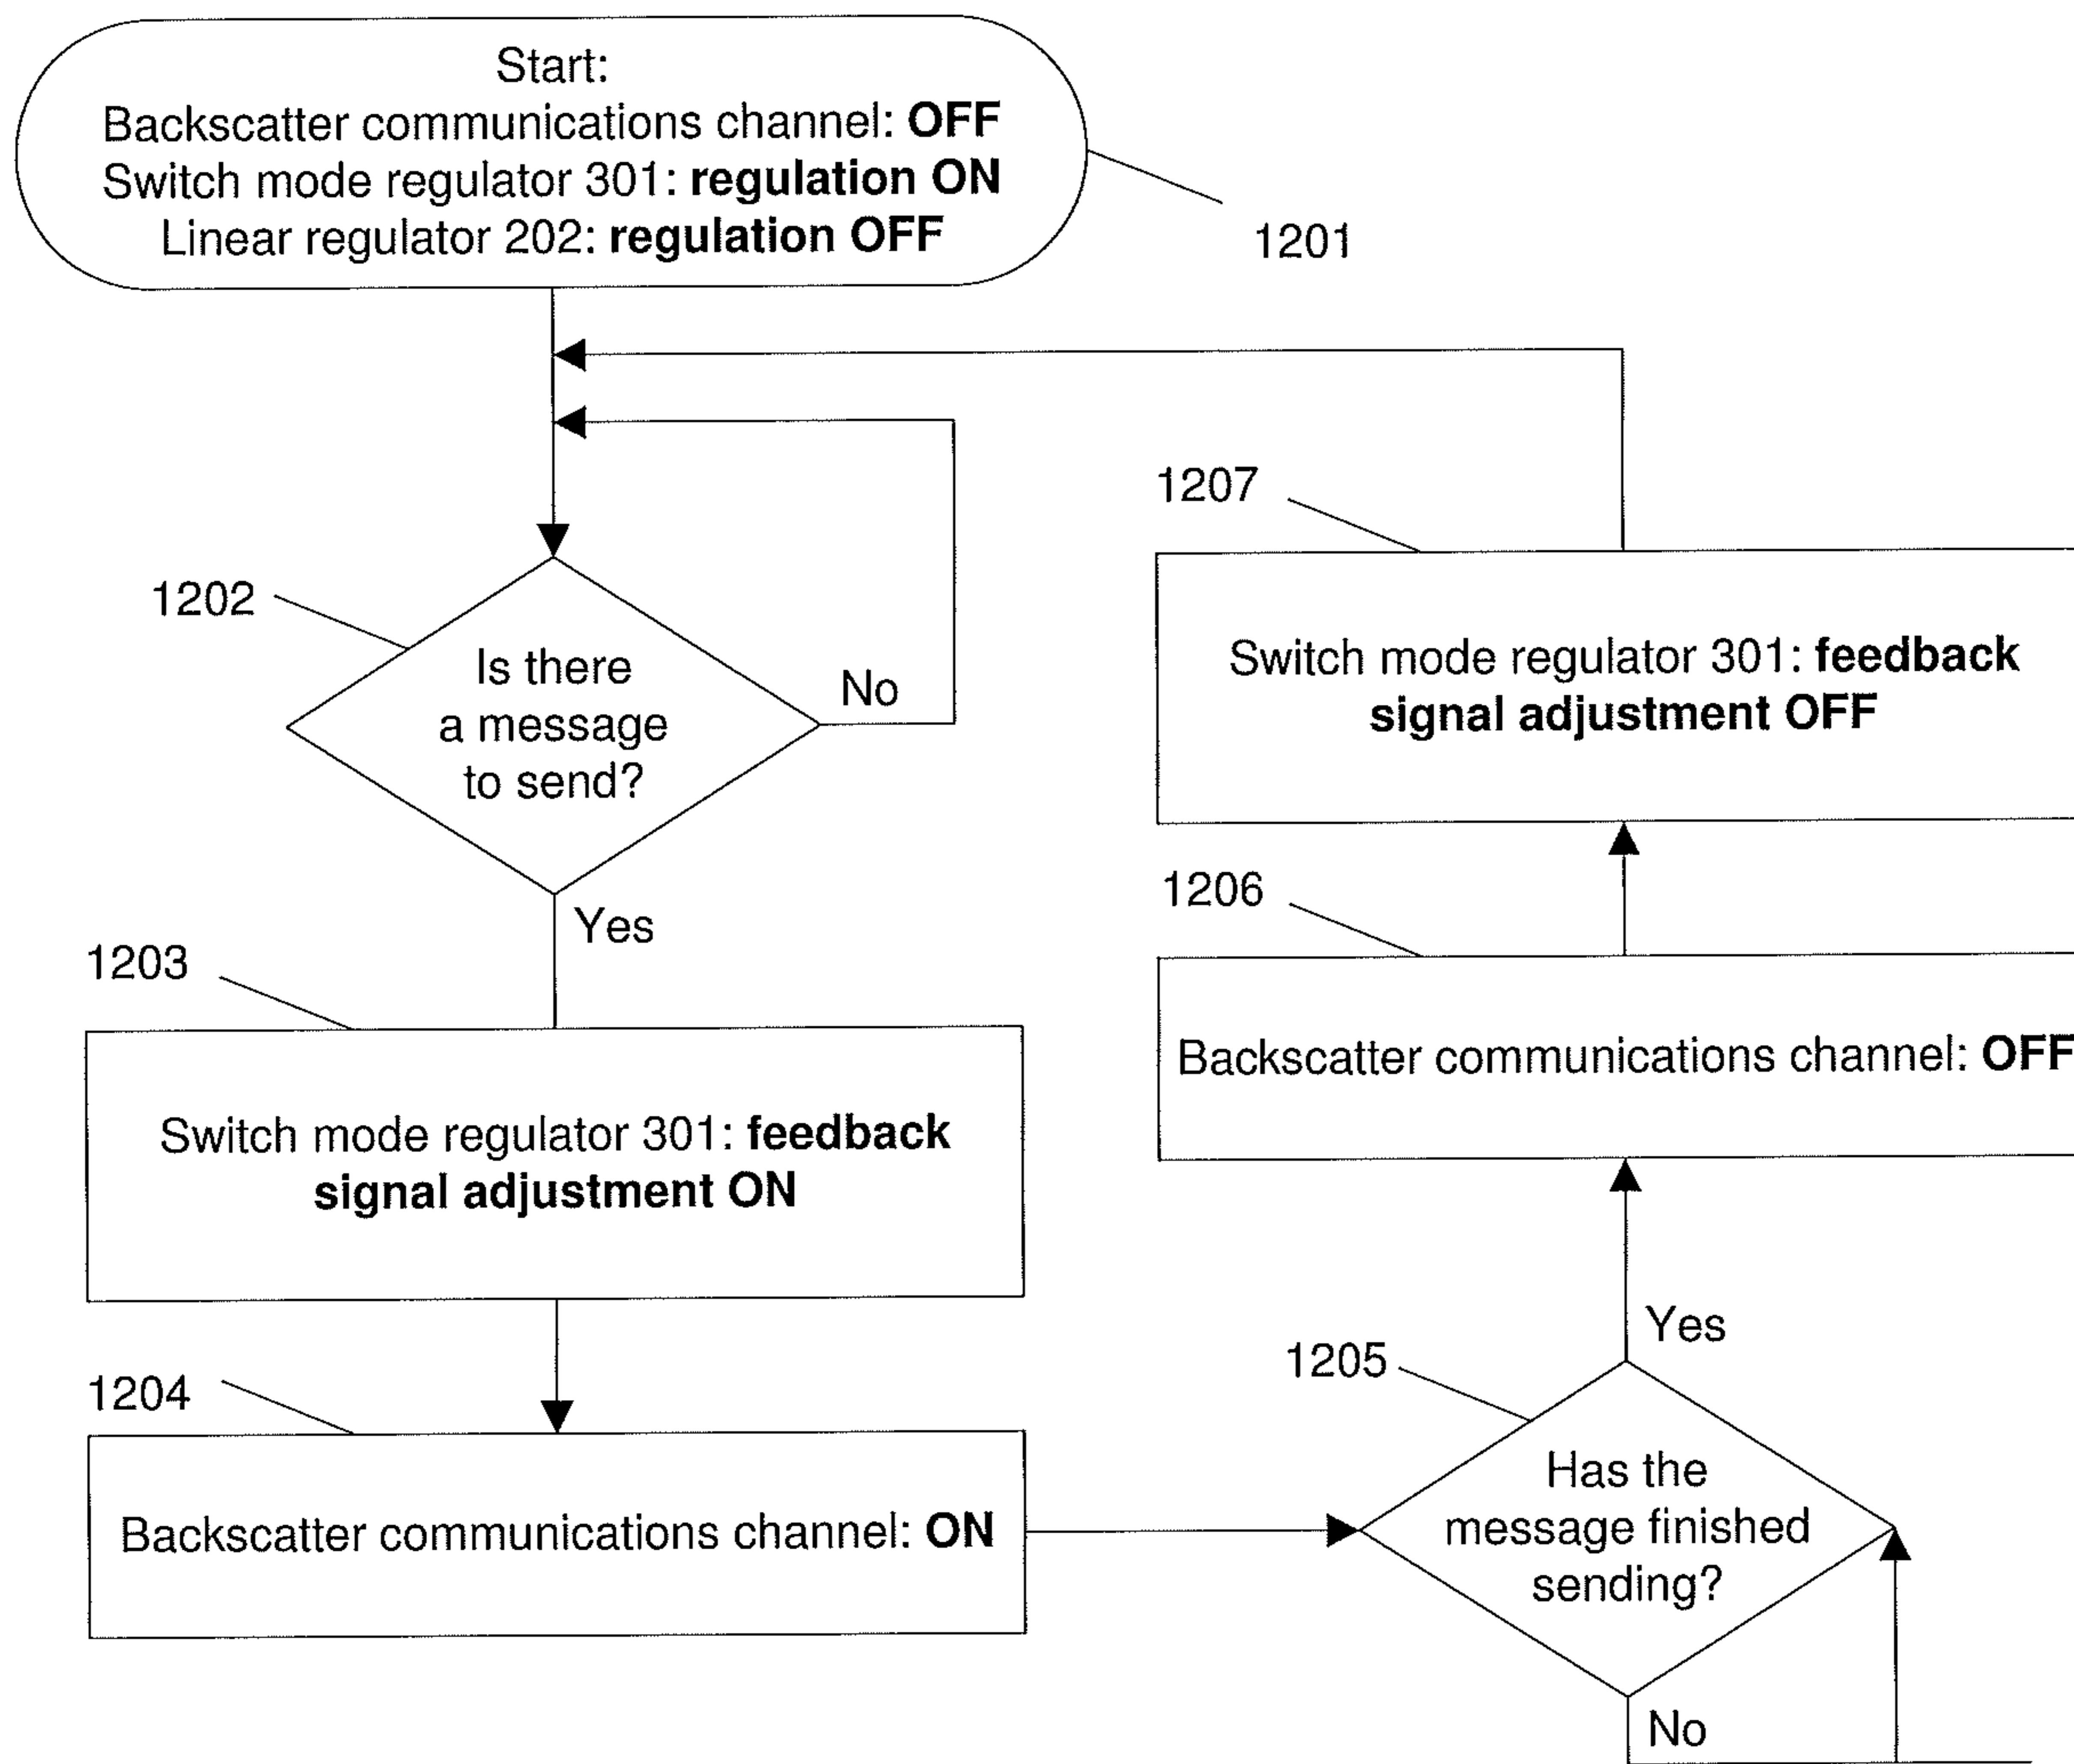 Start:
Backscatter communications channel: OFF
Switch mode regulator 301: regulation ON
Linear regulator 202: regulation OFF
1201
1202
Is there
a message
to send?
No
Yes
1203
Switch mode regulator 301: feedback
signal adjustment ON
1204
Backscatter communications channel: ON
1205
Has the
message finished
sending?
No
Yes
1206
Backscatter communications channel: OFF
1207
Switch mode regulator 301: feedback
signal adjustment OFF